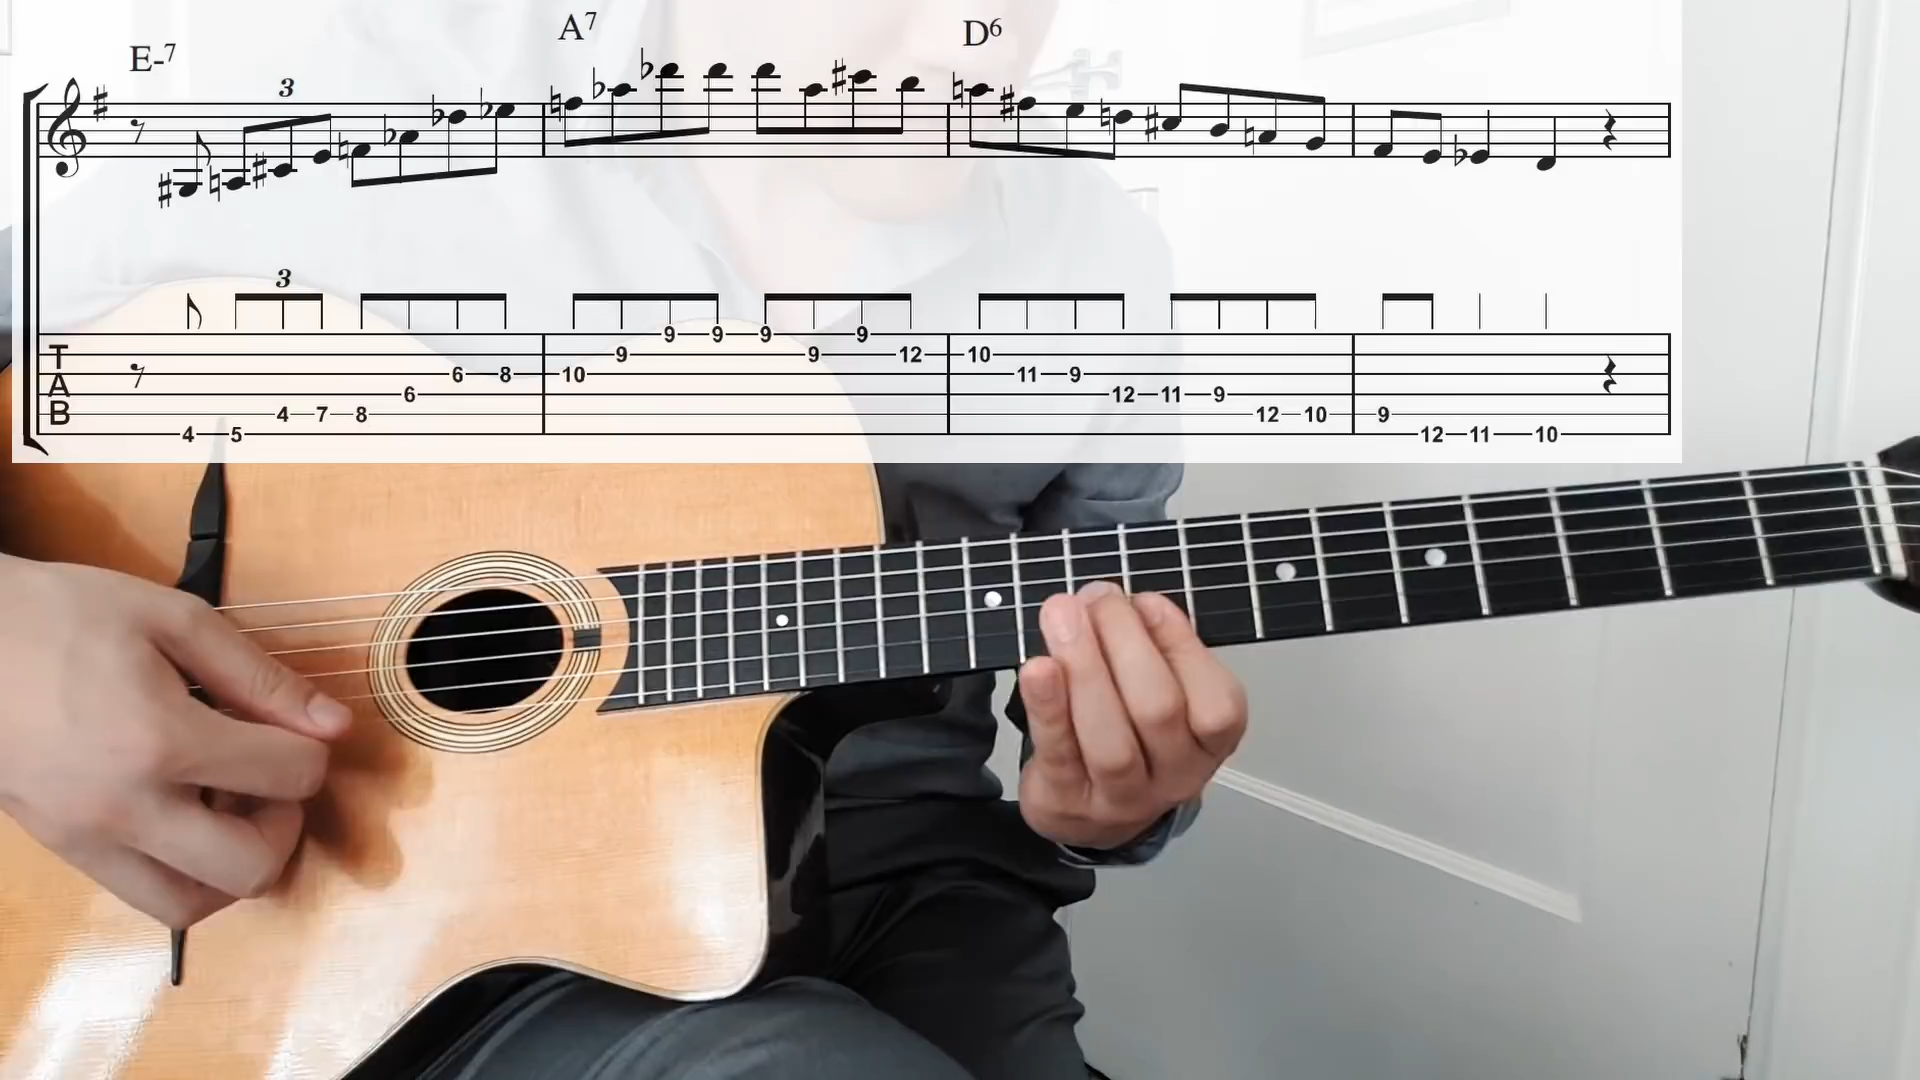 E-7 A7 D6
3
3
9 9 9 9
9 9 12 10
6 8 10 11 9
T
A
B
6 12 11 9
4 7 8 12 10 9
4 5 12 11 10